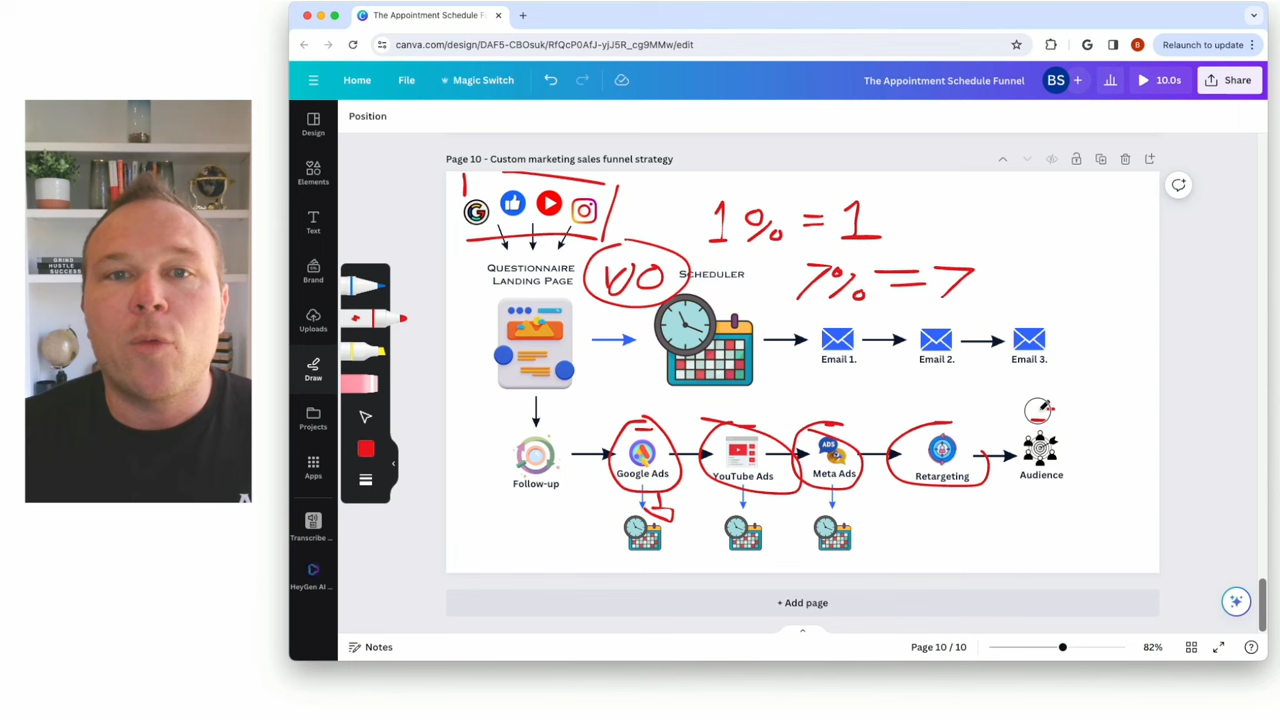 The Appointment Schedule F
canva.com/design/DAF5-CBOsuk/RfQcP0AfJ-yjJ5R_cg9MMw/edit
G
B
Relaunch to update
Home
File
Magic Switch
The Appointment Schedule Funnel
BS
10.0s
Share
Position
Design
Elements
Text
Brand
Uploads
Draw
Projects
Apps
Transcribe ...
HeyGen AI ...
Page 10 - Custom marketing sales funnel strategy
1% = 1
7% = 7
QUESTIONNAIRE
LANDING PAGE
SCHEDULER
Email 1.
Email 2.
Email 3.
Follow-up
Google Ads
YouTube Ads
ADS
Meta Ads
Retargeting
Audience
+ Add page
Notes
Page 10 / 10
82%
GRIND HUSTLE
SUCCESS